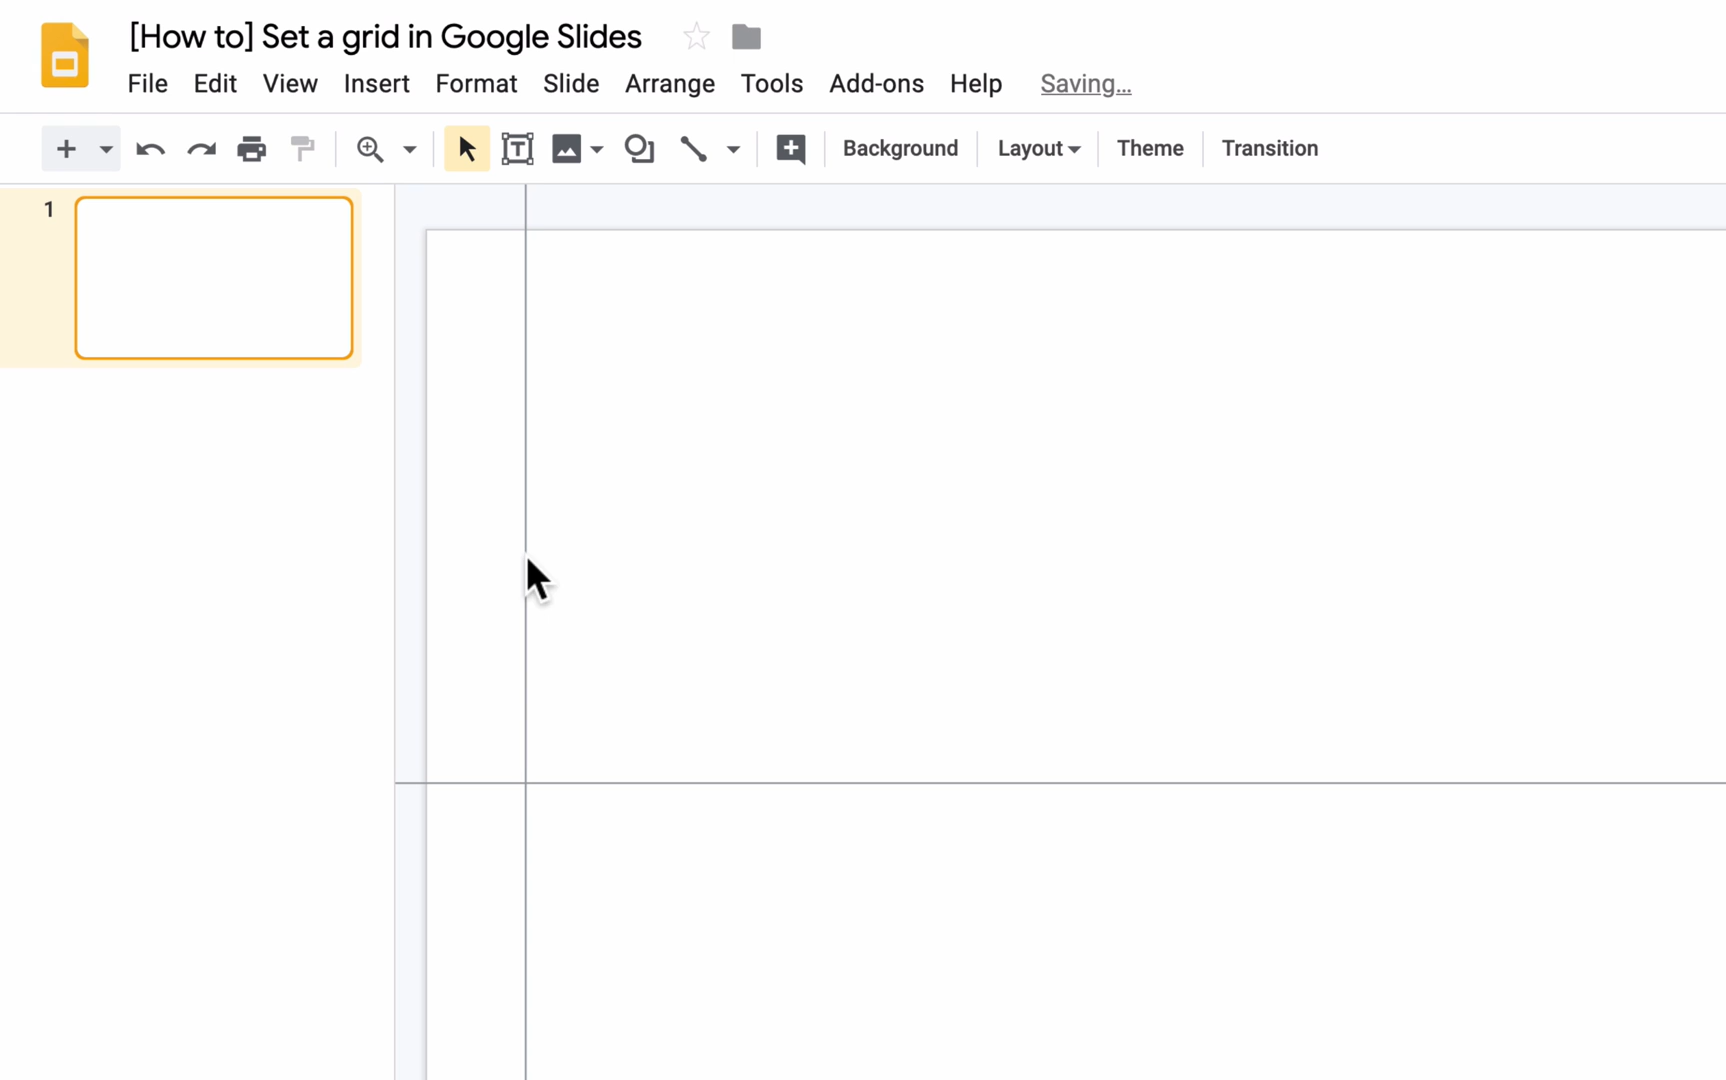 [How to] Set a grid in Google Slides
File Edit View Insert Format Slide Arrange Tools Add-ons Help Saving...
Background Layout Theme Transition
1